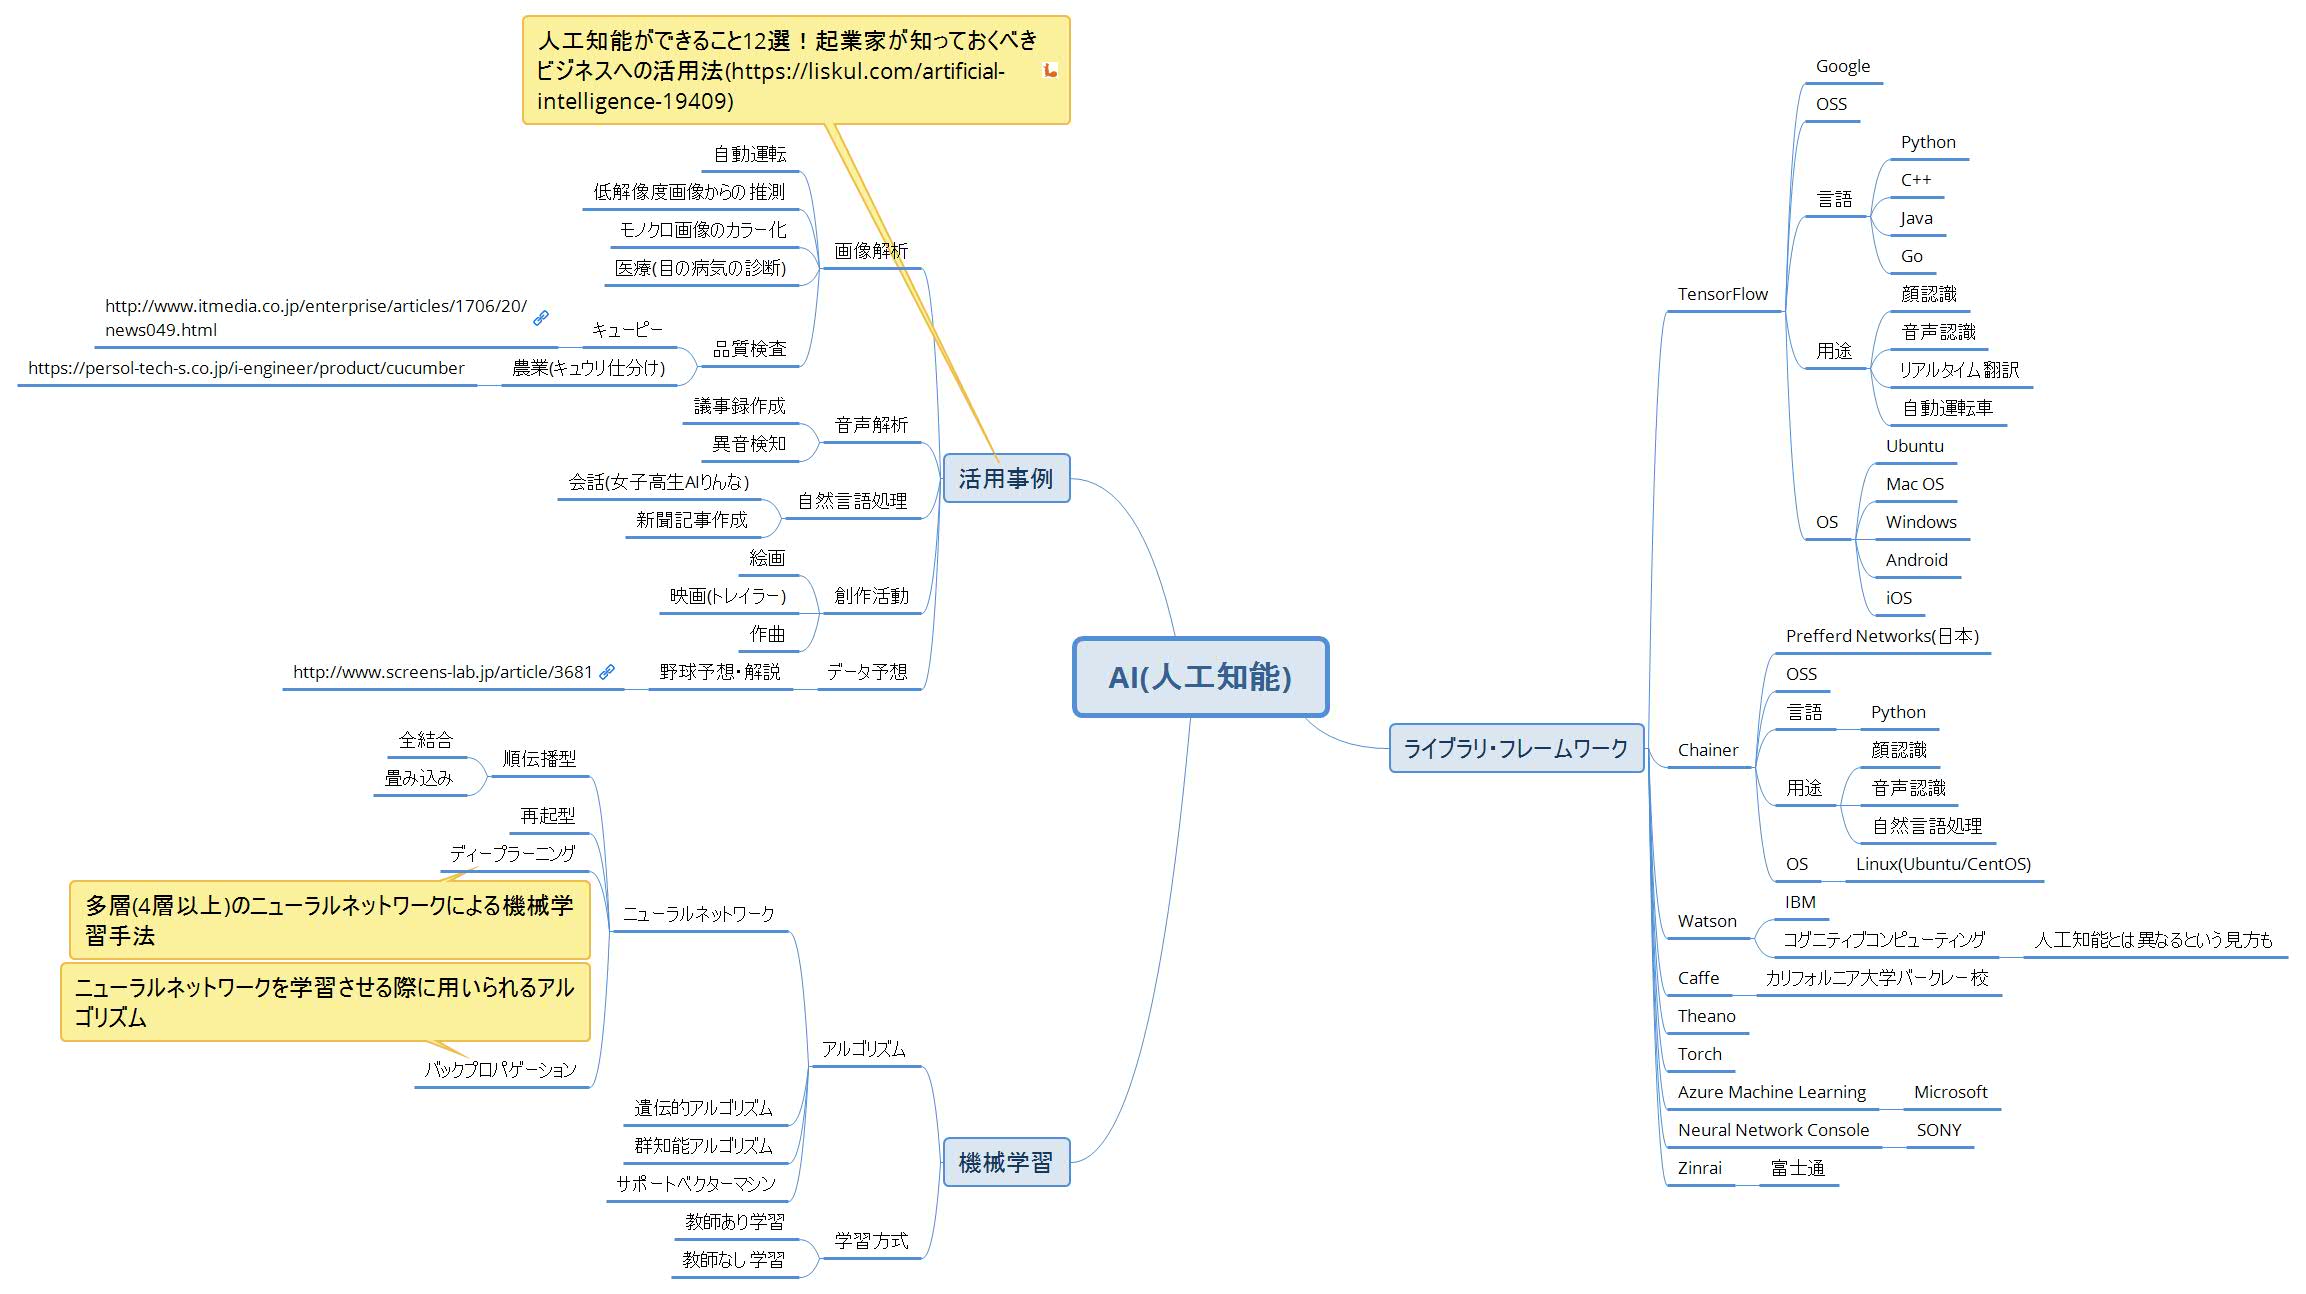 人工知能ができること12選！起業家が知っておくべき
ビジネスへの活用法(https://liskul.com/artificial-
intelligence-19409)
自動運転
低解像度画像からの推測
モノクロ画像のカラー化
医療(目の病気の診断)
画像解析
http://www.itmedia.co.jp/enterprise/articles/1706/20/
news049.html
キューピー
https://persol-tech-s.co.jp/i-engineer/product/cucumber
農業(キュウリ仕分け)
品質検査
議事録作成
異音検知
音声解析
会話(女子高生AIりんな)
新聞記事作成
自然言語処理
絵画
映画(トレイラー)
作曲
創作活動
http://www.screens-lab.jp/article/3681
野球予想・解説
データ予想
活用事例
AI(人工知能)
全結合
畳み込み
順伝播型
再起型
ディープラーニング
多層(4層以上)のニューラルネットワークによる機械学
習手法
ニューラルネットワークを学習させる際に用いられるアル
ゴリズム
バックプロパゲーション
ニューラルネットワーク
遺伝的アルゴリズム
群知能アルゴリズム
サポートベクターマシン
アルゴリズム
教師あり学習
教師なし学習
学習方式
機械学習
ライブラリ・フレームワーク
TensorFlow
Google
OSS
言語
Python
C++
Java
Go
用途
顔認識
音声認識
リアルタイム翻訳
自動運転車
OS
Ubuntu
Mac OS
Windows
Android
iOS
Chainer
Prefferd Networks(日本)
OSS
言語
Python
用途
顔認識
音声認識
自然言語処理
OS
Linux(Ubuntu/CentOS)
Watson
IBM
コグニティブコンピューティング
人工知能とは異なるという見方も
Caffe
カリフォルニア大学バークレー校
Theano
Torch
Azure Machine Learning
Microsoft
Neural Network Console
SONY
Zinrai
富士通